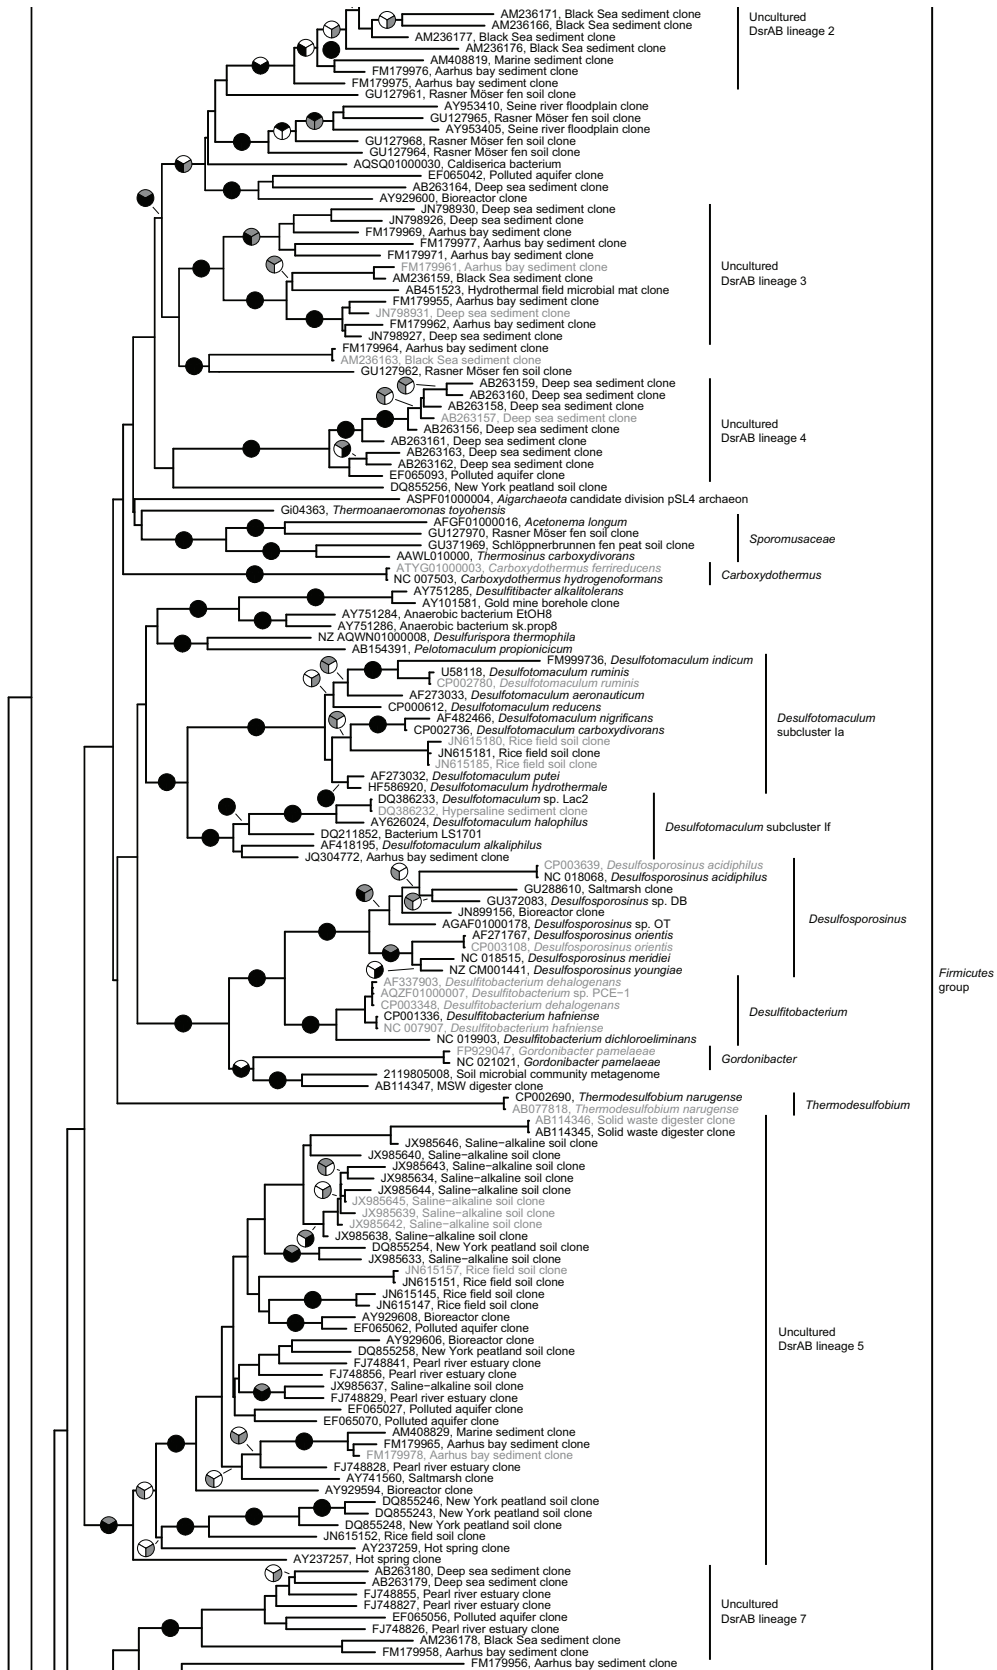 AM236171, Black Sea sediment clone
AM236166, Black Sea sediment clone
AM236177, Black Sea sediment clone
AM236176, Black Sea sediment clone
AM408819, Marine sediment clone
FM179976, Aarhus bay sediment clone
FM179975, Aarhus bay sediment clone
Uncultured
DsrAB lineage 2
GU127961, Rasner Möser fen soil clone
AY953410, Seine river floodplain clone
GU127965, Rasner Möser fen soil clone
AY953405, Seine river floodplain clone
GU127968, Rasner Möser fen soil clone
GU127964, Rasner Möser fen soil clone
AQSQ01000030, Caldiserica bacterium
EF065042, Polluted aquifer clone
AB263164, Deep sea sediment clone
AY929600, Bioreactor clone
JN798930, Deep sea sediment clone
JN798926, Deep sea sediment clone
FM179969, Aarhus bay sediment clone
FM179977, Aarhus bay sediment clone
FM179971, Aarhus bay sediment clone
FM179961, Aarhus bay sediment clone
AM236159, Black Sea sediment clone
AB451523, Hydrothermal field microbial mat clone
FM179955, Aarhus bay sediment clone
JN798931, Deep sea sediment clone
FM179962, Aarhus bay sediment clone
JN798927, Deep sea sediment clone
Uncultured
DsrAB lineage 3
FM179964, Aarhus bay sediment clone
AM236163, Black Sea sediment clone
GU127962, Rasner Möser fen soil clone
AB263159, Deep sea sediment clone
AB263160, Deep sea sediment clone
AB263158, Deep sea sediment clone
AB263157, Deep sea sediment clone
AB263156, Deep sea sediment clone
AB263161, Deep sea sediment clone
AB263163, Deep sea sediment clone
AB263162, Deep sea sediment clone
EF065093, Polluted aquifer clone
DQ855256, New York peatland soil clone
Uncultured
DsrAB lineage 4
ASPF01000004, Aigarchaeota candidate division pSL4 archaeon
Gi04363, Thermoanaeromonas toyohensis
AFGF01000016, Acetonema longum
GU127970, Rasner Möser fen soil clone
GU371969, Schlöppnerbrunnen fen peat soil clone
AAWL010000, Thermosinus carboxydivorans
Sporomusaceae
ATYG01000003, Carboxydothermus ferrireducens
NC 007503, Carboxydothermus hydrogenoformans
Carboxydothermus
AY751285, Desulfitibacter alkalitolerans
AY101581, Gold mine borehole clone
AY751284, Anaerobic bacterium EtOH8
AY751286, Anaerobic bacterium sk.prop8
NZ AQWN01000008, Desulfurispora thermophila
AB154391, Pelotomaculum propionicicum
FM999736, Desulfotomaculum indicum
U58118, Desulfotomaculum ruminis
CP002780, Desulfotomaculum ruminis
AF273033, Desulfotomaculum aeronauticum
CP000612, Desulfotomaculum reducens
AF482466, Desulfotomaculum nigrificans
CP002736, Desulfotomaculum carboxydivorans
JN615180, Rice field soil clone
JN615181, Rice field soil clone
JN615185, Rice field soil clone
AF273032, Desulfotomaculum putei
HF586920, Desulfotomaculum hydrothermale
Desulfotomaculum
subcluster Ia
DQ386233, Desulfotomaculum sp. Lac2
DQ386232, Hypersaline sediment clone
AY626024, Desulfotomaculum halophilus
DQ211852, Bacterium LS1701
AF418195, Desulfotomaculum alkaliphilus
JQ304772, Aarhus bay sediment clone
Desulfotomaculum subcluster If
CP003639, Desulfosporosinus acidiphilus
NC 018068, Desulfosporosinus acidiphilus
GU288610, Saltmarsh clone
GU372083, Desulfosporosinus sp. DB
JN899156, Bioreactor clone
AGAF01000178, Desulfosporosinus sp. OT
AF271767, Desulfosporosinus orientis
CP003108, Desulfosporosinus orientis
NC 018515, Desulfosporosinus meridiei
NZ CM001441, Desulfosporosinus youngiae
Desulfosporosinus
AF337903, Desulfitobacterium dehalogenans
AQZF01000007, Desulfitobacterium sp. PCE−1
CP003348, Desulfitobacterium dehalogenans
CP001336, Desulfitobacterium hafniense
NC 007907, Desulfitobacterium hafniense
NC 019903, Desulfitobacterium dichloroeliminans
Desulfitobacterium
Firmicutes
group
FP929047, Gordonibacter pamelaeae
NC 021021, Gordonibacter pamelaeae
Gordonibacter
2119805008, Soil microbial community metagenome
AB114347, MSW digester clone
CP002690, Thermodesulfobium narugense
AB077818, Thermodesulfobium narugense
Thermodesulfobium
AB114346, Solid waste digester clone
AB114345, Solid waste digester clone
JX985646, Saline−alkaline soil clone
JX985640, Saline−alkaline soil clone
JX985643, Saline−alkaline soil clone
JX985634, Saline−alkaline soil clone
JX985644, Saline−alkaline soil clone
JX985645, Saline−alkaline soil clone
JX985639, Saline−alkaline soil clone
JX985642, Saline−alkaline soil clone
JX985638, Saline−alkaline soil clone
DQ855254, New York peatland soil clone
JX985633, Saline−alkaline soil clone
JN615157, Rice field soil clone
JN615151, Rice field soil clone
JN615145, Rice field soil clone
JN615147, Rice field soil clone
AY929608, Bioreactor clone
EF065062, Polluted aquifer clone
AY929606, Bioreactor clone
DQ855258, New York peatland soil clone
FJ748841, Pearl river estuary clone
FJ748856, Pearl river estuary clone
JX985637, Saline−alkaline soil clone
FJ748829, Pearl river estuary clone
EF065027, Polluted aquifer clone
EF065070, Polluted aquifer clone
AM408829, Marine sediment clone
FM179965, Aarhus bay sediment clone
FM179978, Aarhus bay sediment clone
FJ748828, Pearl river estuary clone
AY741560, Saltmarsh clone
AY929594, Bioreactor clone
DQ855246, New York peatland soil clone
DQ855243, New York peatland soil clone
DQ855248, New York peatland soil clone
JN615152, Rice field soil clone
AY237259, Hot spring clone
AY237257, Hot spring clone
Uncultured
DsrAB lineage 5
AB263180, Deep sea sediment clone
AB263179, Deep sea sediment clone
FJ748855, Pearl river estuary clone
FJ748827, Pearl river estuary clone
EF065056, Polluted aquifer clone
FJ748826, Pearl river estuary clone
AM236178, Black Sea sediment clone
FM179958, Aarhus bay sediment clone
Uncultured
DsrAB lineage 7
FM179956, Aarhus bay sediment clone